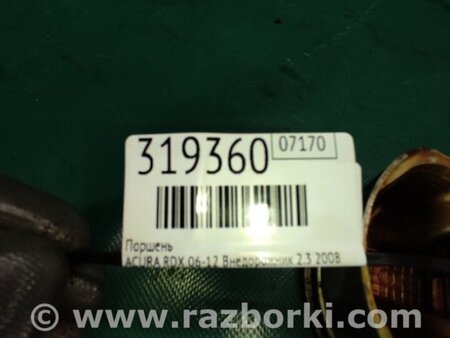 319360
07170
Поршень
ACURA RDX 06-12 Внедорожник 2.3 2008
www.razborki.com